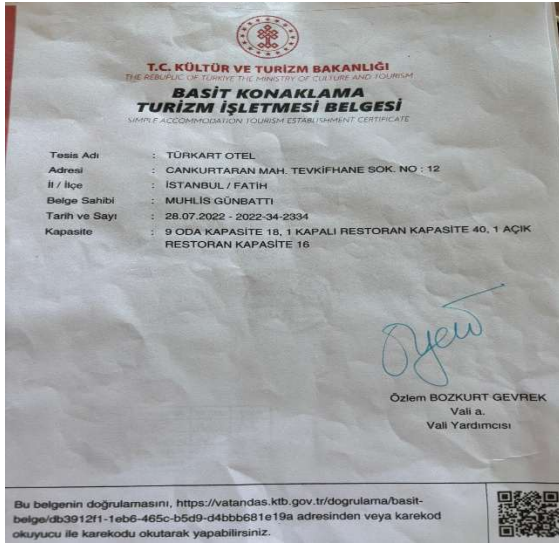 T.C. KÜLTÜR VE TURİZM BAKANLIĞI
THE REBUPLIC OF TÜRKİYE THE MINISTRY OF CULTURE AND TOURISM
BASİT KONAKLAMA
TURİZM İŞLETMESİ BELGESİ
SIMPLE ACCOMMODATION TOURISM ESTABLISHMENT CERTIFICATE
Tesis Adı : TÜRKART OTEL
Adresi : CANKURTARAN MAH. TEVKİFHANE SOK. NO : 12
İl / İlçe : İSTANBUL / FATİH
Belge Sahibi : MUHLİS GÜNBATTI
Tarih ve Sayı : 28.07.2022 - 2022-34-2334
Kapasite : 9 ODA KAPASİTE 18, 1 KAPALI RESTORAN KAPASİTE 40, 1 AÇIK
RESTORAN KAPASİTE 16
Özlem BOZKURT GEVREK
Vali a.
Vali Yardımcısı
Bu belgenin doğrulamasını, https://vatandas.ktb.gov.tr/dogrulama/basit-
belge/db3912f1-1eb6-465c-b5d9-d4bbb681e19a adresinden veya karekod
okuyucu ile karekodu okutarak yapabilirsiniz.